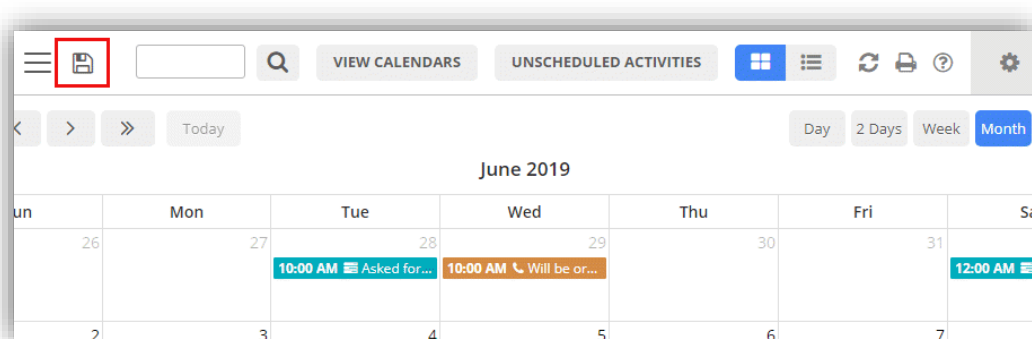 VIEW CALENDARS UNSCHEDULED ACTIVITIES
Today Day 2 Days Week Month
June 2019
un Mon Tue Wed Thu Fri Sa
26 27 28 29 30 31
10:00 AM Asked for... 10:00 AM Will be or... 12:00 AM
2 3 4 5 6 7